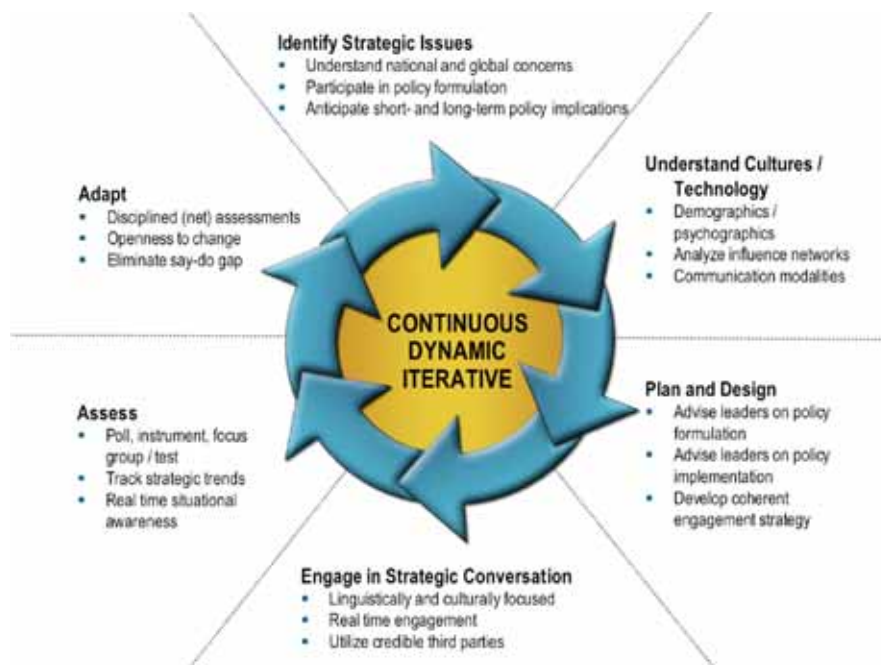 Identify Strategic Issues
▪ Understand national and global concerns
▪ Participate in policy formulation
▪ Anticipate short- and long-term policy implications
Understand Cultures /
Technology
▪ Demographics /
psychographics
▪ Analyze influence networks
▪ Communication modalities
Plan and Design
▪ Advise leaders on policy
formulation
▪ Advise leaders on policy
implementation
▪ Develop coherent
engagement strategy
Engage in Strategic Conversation
▪ Linguistically and culturally focused
▪ Real time engagement
▪ Utilize credible third parties
Assess
▪ Poll, instrument, focus
group / test
▪ Track strategic trends
▪ Real time situational
awareness
Adapt
▪ Disciplined (net) assessments
▪ Openness to change
▪ Eliminate say-do gap
CONTINUOUS
DYNAMIC
ITERATIVE